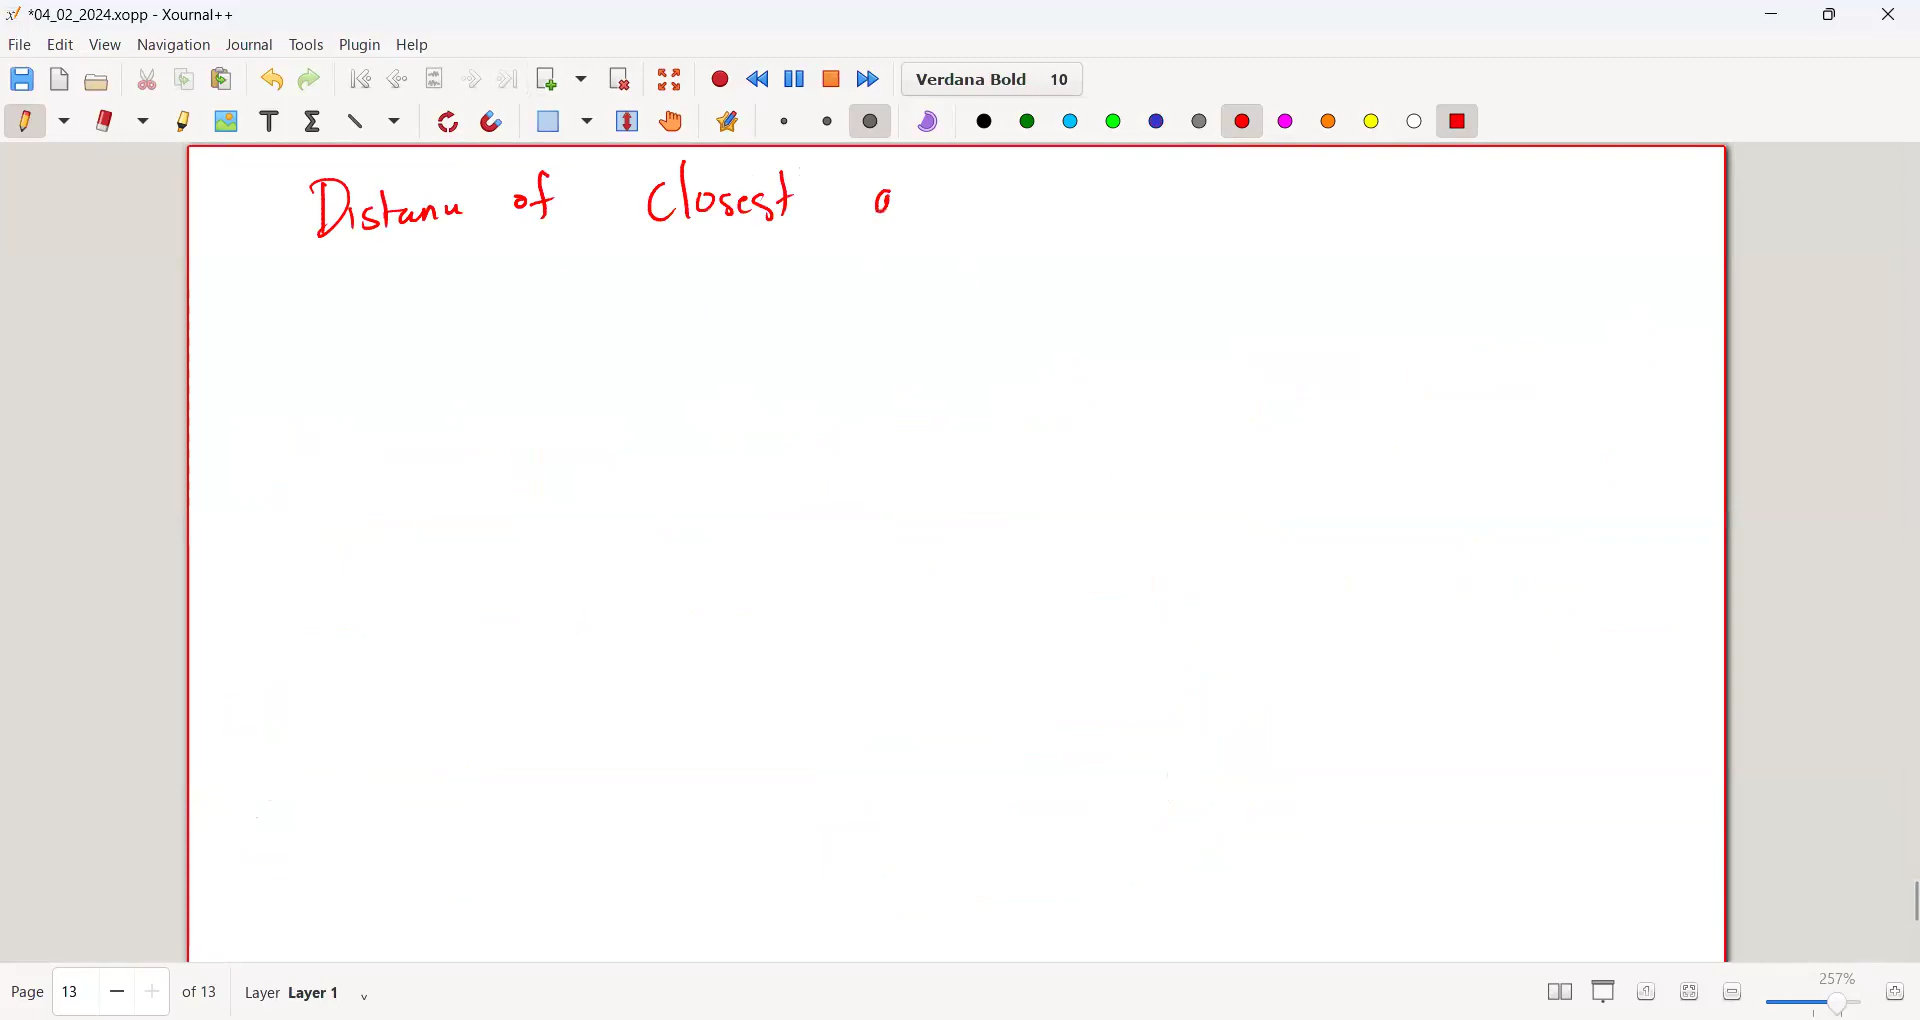 *04_02_2024.xopp - Xournal++
File Edit View Navigation Journal Tools Plugin Help
Verdana Bold 10
Distance of Closest a
Page 13 of 13 Layer Layer 1
257%